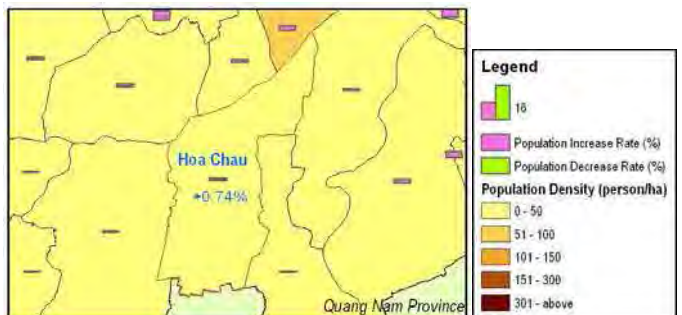 Hoa Chau
+0.74%
Quang Nam Province
Legend
16
Population Increase Rate (%)
Population Decrease Rate (%)
Population Density (person/ha)
0 - 50
51 - 100
101 - 150
151 - 300
301 - above